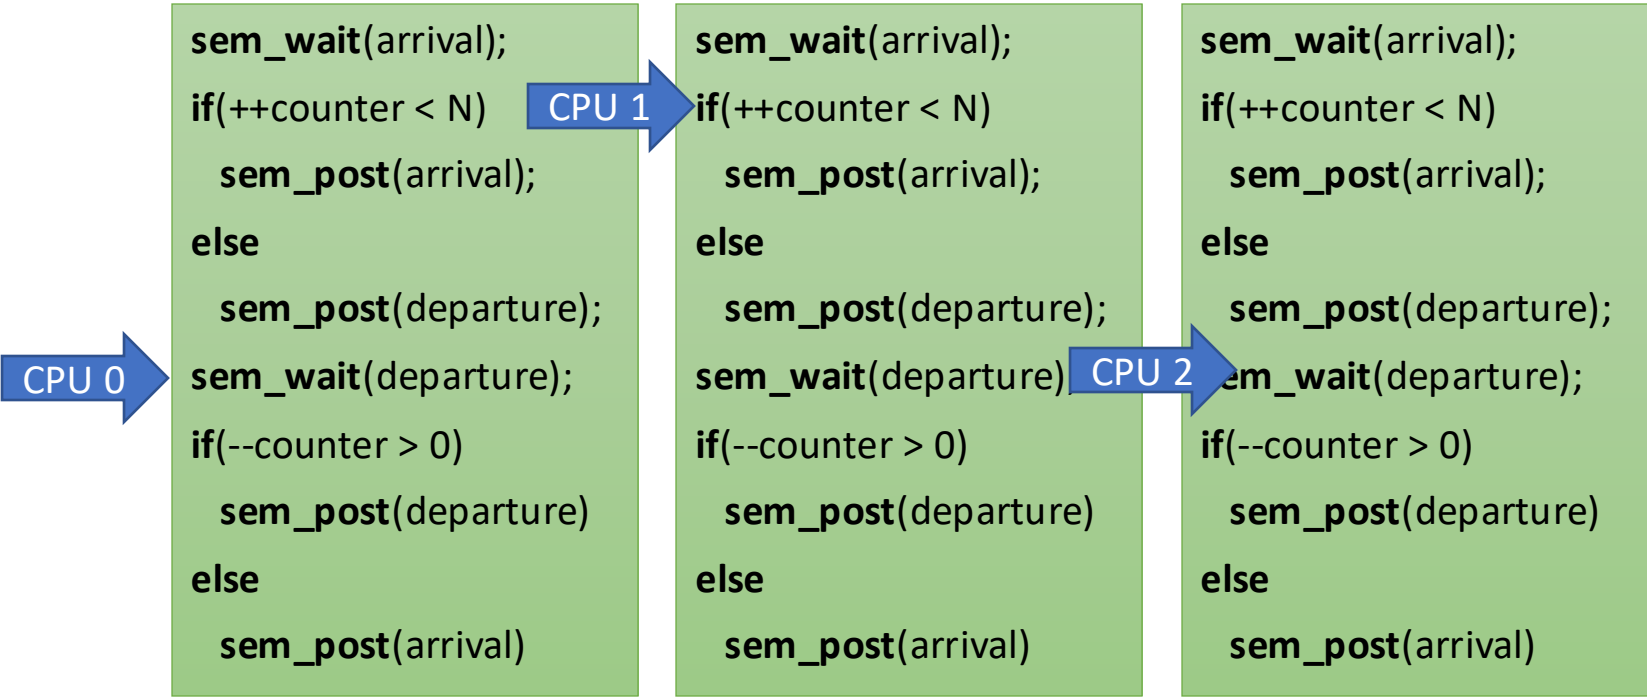 sem_wait(arrival);
if(++counter < N)
sem_post(arrival);
else
sem_post(departure);
sem_wait(departure);
if(--counter > 0)
sem_post(departure)
else
sem_post(arrival)
CPU 0
sem_wait(arrival);
if(++counter < N)
sem_post(arrival);
else
sem_post(departure);
sem_wait(departure)
if(--counter > 0)
sem_post(departure)
else
sem_post(arrival)
CPU 1
sem_wait(arrival);
if(++counter < N)
sem_post(arrival);
else
sem_post(departure);
em_wait(departure);
if(--counter > 0)
sem_post(departure)
else
sem_post(arrival)
CPU 2